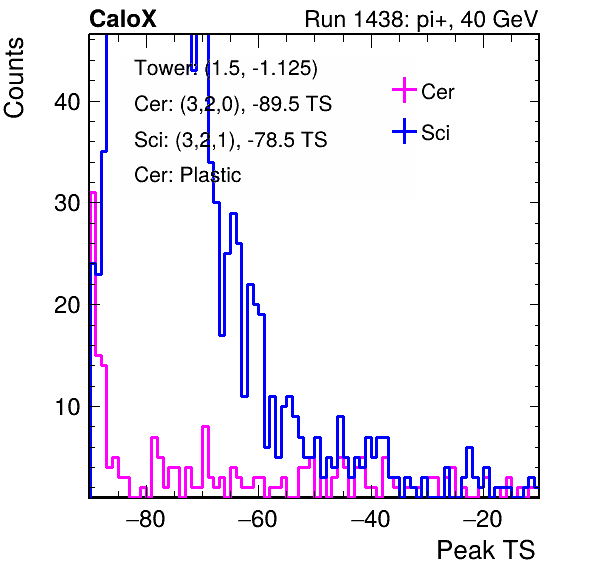 CaloX Run 1438: pi+, 40 GeV
Counts
Tower: (1.5, -1.125)
Cer: (3,2,0), -89.5 TS
Sci: (3,2,1), -78.5 TS
Cer: Plastic
Cer
Sci
40
30
20
10
−80 −60 −40 −20
Peak TS